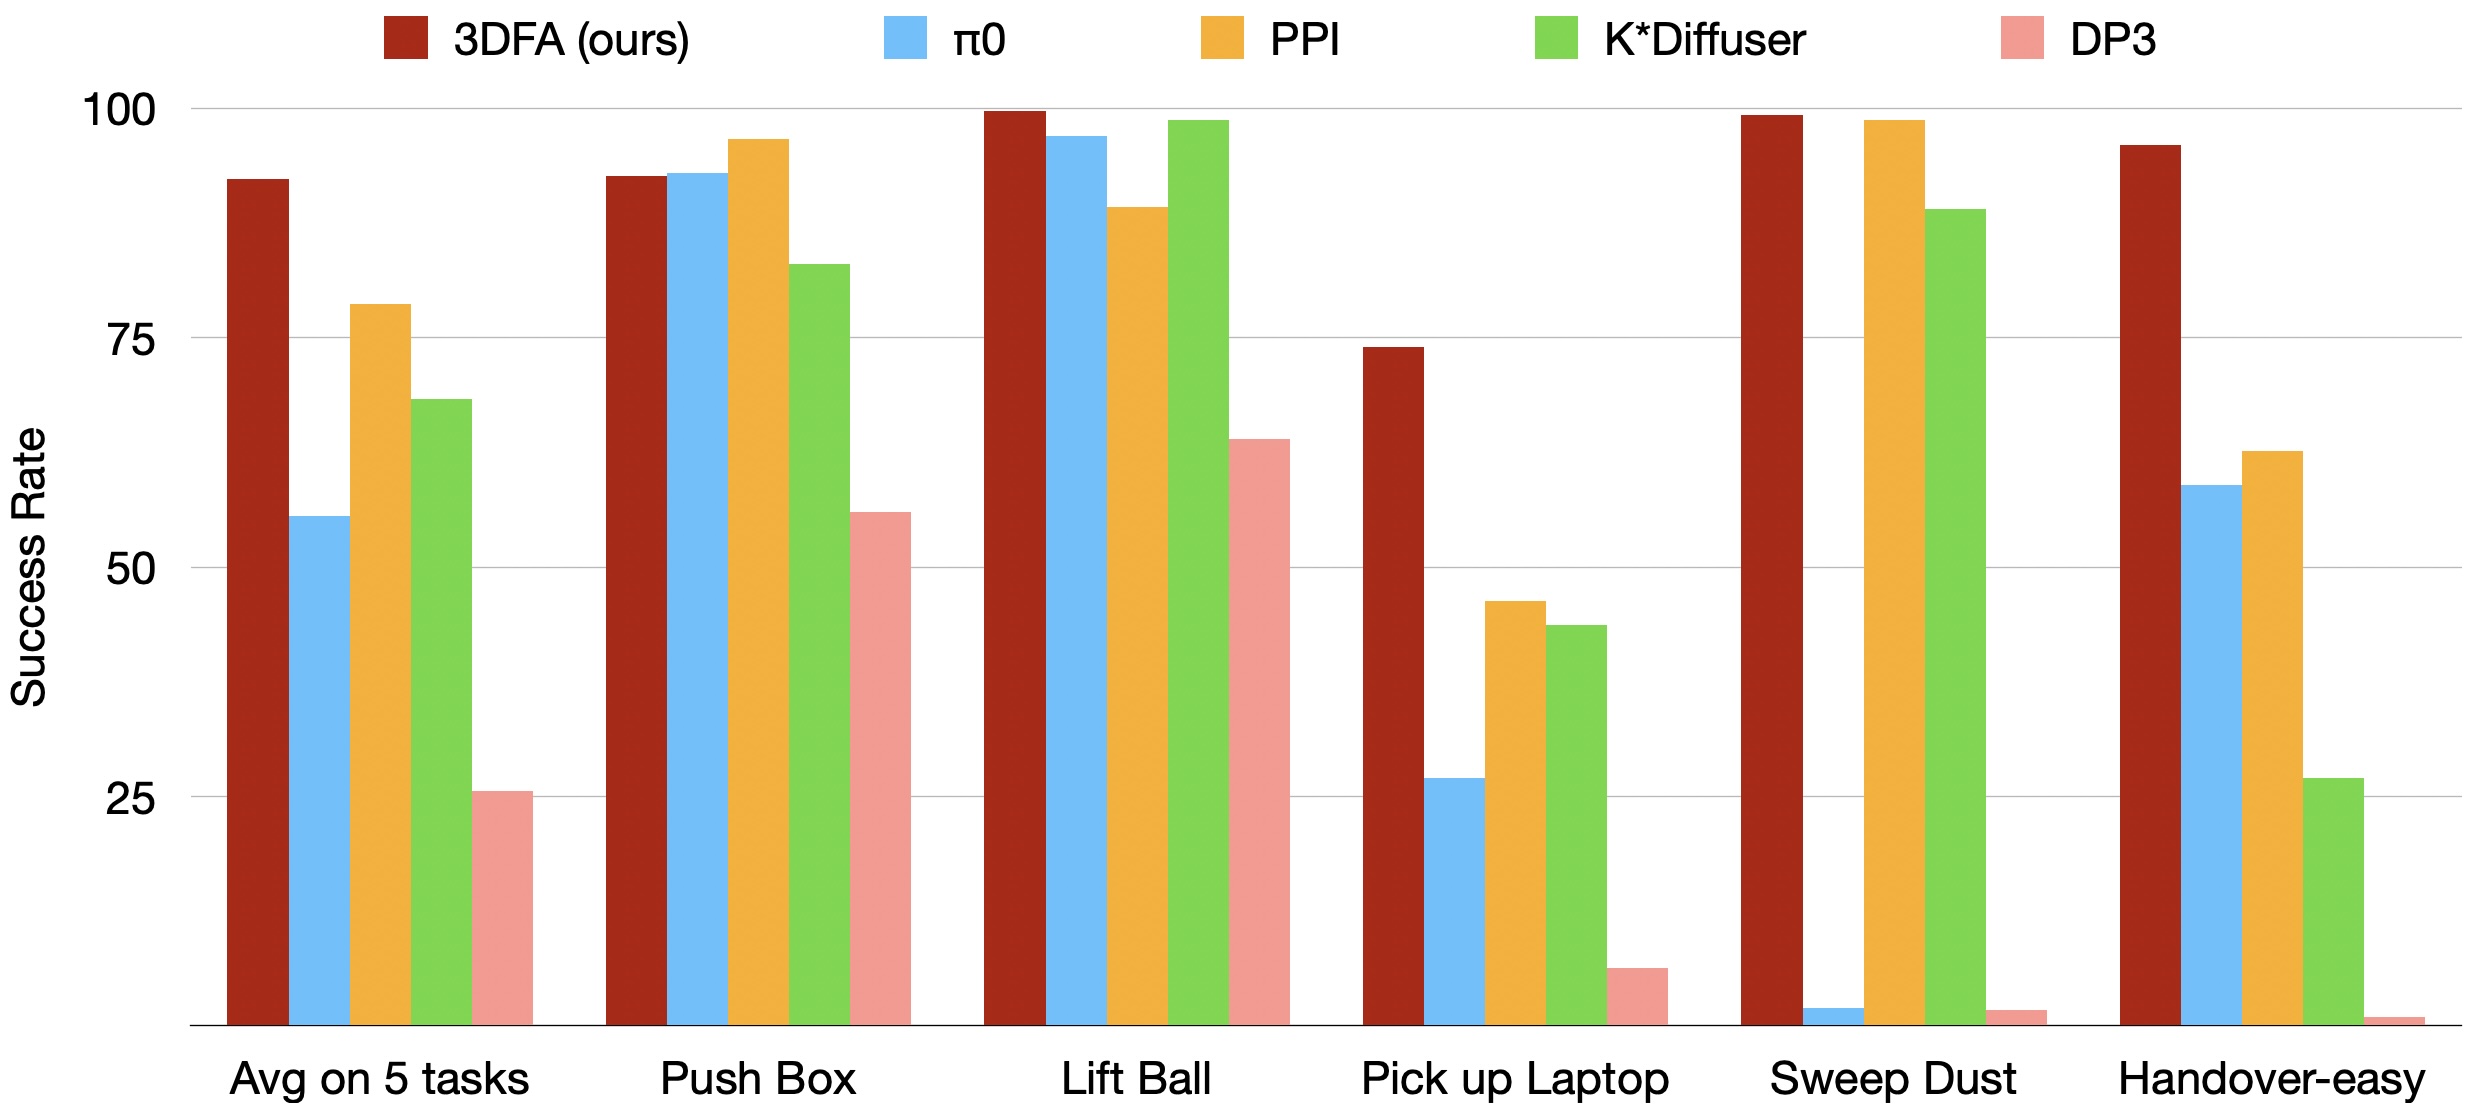 3DFA (ours) π0 PPI K*Diffuser DP3
100
75
50
25
Success Rate
Avg on 5 tasks Push Box Lift Ball Pick up Laptop Sweep Dust Handover-easy